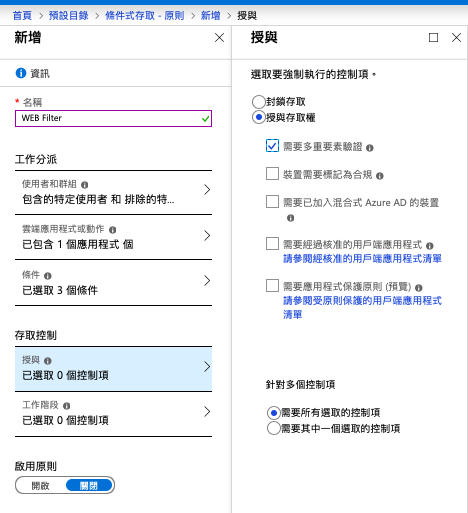 首頁 > 預設目錄 > 條件式存取 - 原則 > 新增 > 授與
新增
資訊
* 名稱
WEB Filter
工作分派
使用者和群組
包含的特定使用者 和 排除的特...
雲端應用程式或動作
已包含 1 個應用程式 個
條件
已選取 3 個條件
存取控制
授與
已選取 0 個控制項
工作階段
已選取 0 個控制項
啟用原則
開啟 關閉
授與
選取要強制執行的控制項。
封鎖存取
授與存取權
需要多重要素驗證
裝置需要標記為合規
需要已加入混合式 Azure AD 的裝置
需要經過核准的用戶端應用程式
請參閱經核准的用戶端應用程式清單
需要應用程式保護原則 (預覽)
請參閱受原則保護的用戶端應用程式
清單
針對多個控制項
需要所有選取的控制項
需要其中一個選取的控制項